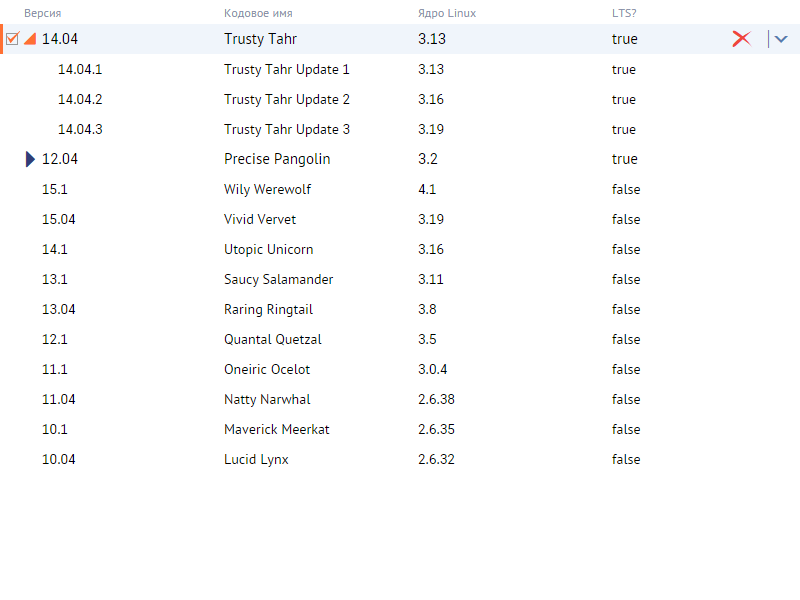 Версия Кодовое имя Ядро Linux LTS?
14.04 Trusty Tahr 3.13 true
14.04.1 Trusty Tahr Update 1 3.13 true
14.04.2 Trusty Tahr Update 2 3.16 true
14.04.3 Trusty Tahr Update 3 3.19 true
12.04 Precise Pangolin 3.2 true
15.1 Wily Werewolf 4.1 false
15.04 Vivid Vervet 3.19 false
14.1 Utopic Unicorn 3.16 false
13.1 Saucy Salamander 3.11 false
13.04 Raring Ringtail 3.8 false
12.1 Quantal Quetzal 3.5 false
11.1 Oneiric Ocelot 3.0.4 false
11.04 Natty Narwhal 2.6.38 false
10.1 Maverick Meerkat 2.6.35 false
10.04 Lucid Lynx 2.6.32 false